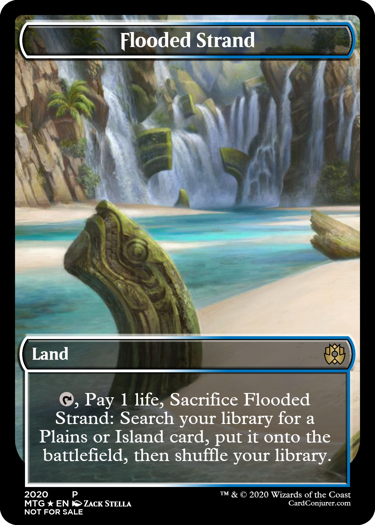 Flooded Strand
Land
, Pay 1 life, Sacrifice Flooded
Strand: Search your library for a
Plains or Island card, put it onto the
battlefield, then shuffle your library.
2020 P
MTG ★ EN Zack Stella
NOT FOR SALE
™ & © 2020 Wizards of the Coast
CardConjurer.com